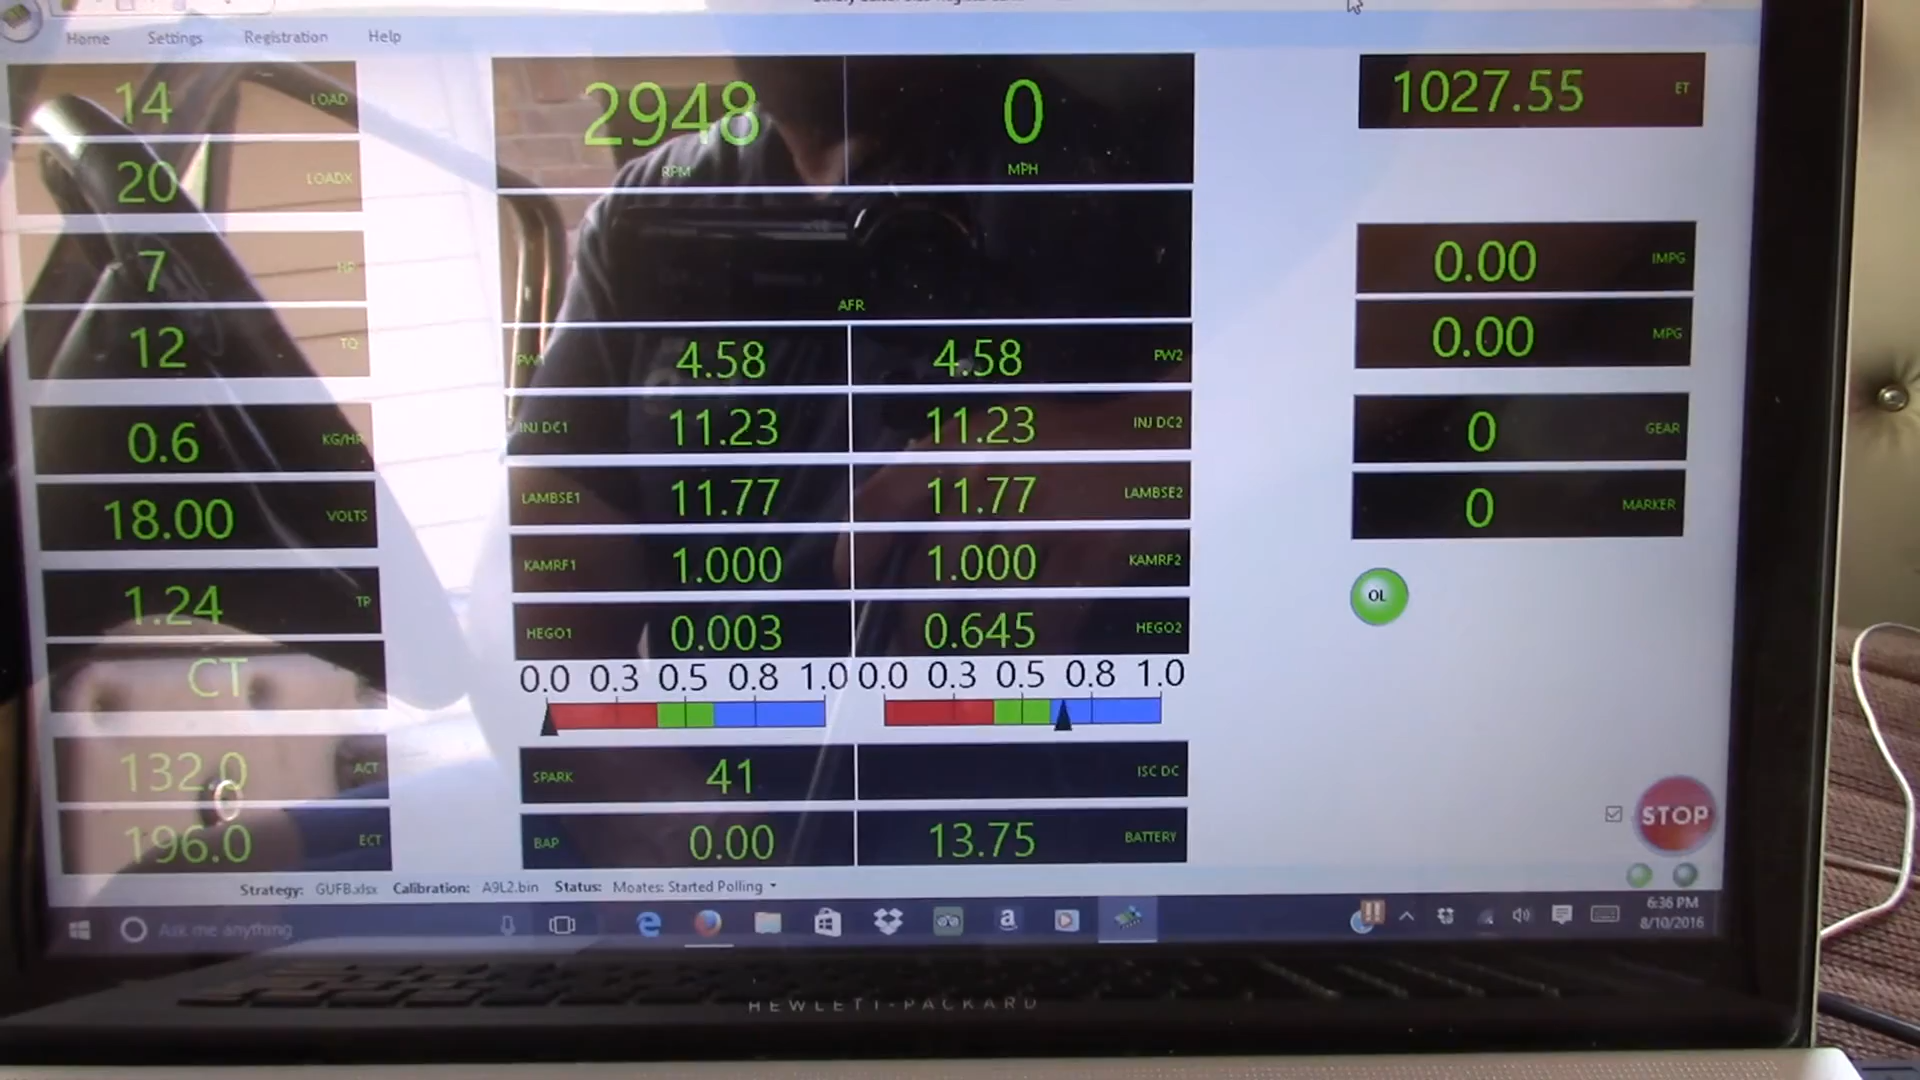 Home Settings Registration Help
14 LOAD
20 LOADX
7 HP
12 TQ
0.6 KG/HR
18.00 VOLTS
1.24 TP
CT
132.0 ACT
196.0 ECT
2948 RPM
0 MPH
AFR
PW1 4.58 4.58 PW2
INJ DC1 11.23 11.23 INJ DC2
LAMBSE1 11.77 11.77 LAMBSE2
KAMRF1 1.000 1.000 KAMRF2
HEGO1 0.003 0.645 HEGO2
0.0 0.3 0.5 0.8 1.0 0.0 0.3 0.5 0.8 1.0
SPARK 41 ISC DC
BAP 0.00 13.75 BATTERY
1027.55 ET
0.00 IMPG
0.00 MPG
0 GEAR
0 MARKER
OL
STOP
Strategy: GUFB.xlsx Calibration: A9L2.bin Status: Moates: Started Polling
Ask me anything
6:36 PM
8/10/2016
HEWLETT-PACKARD